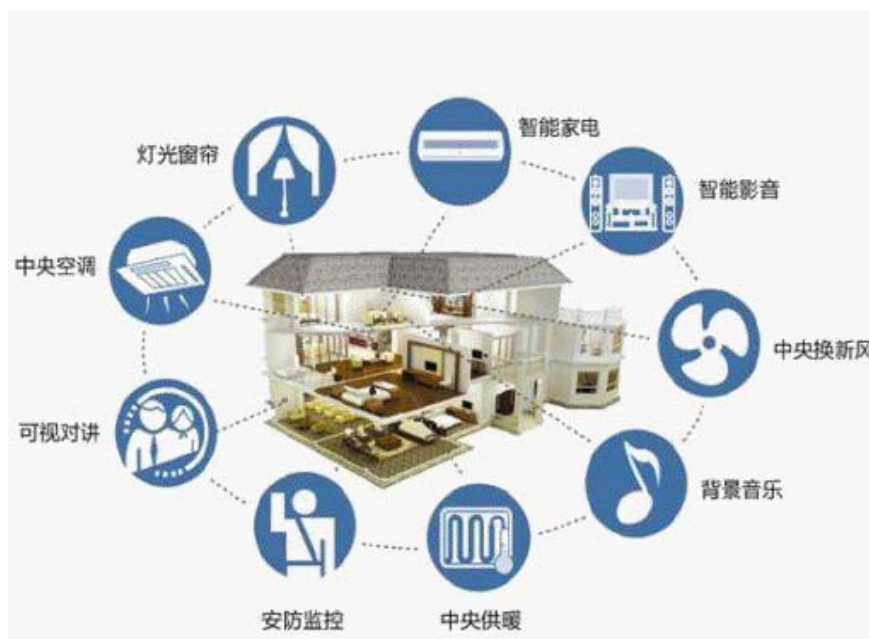 智能家电
灯光窗帘
智能影音
中央空调
中央换新风
可视对讲
背景音乐
安防监控
中央供暖